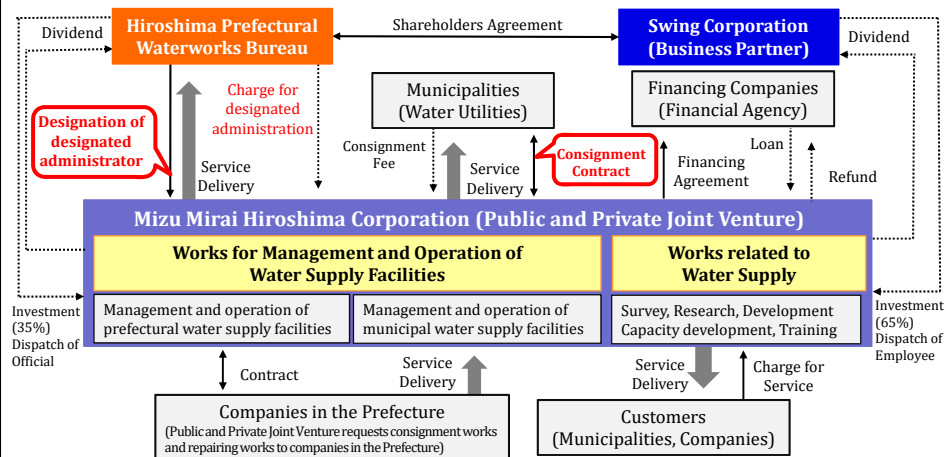 Dividend
Hiroshima Prefectural
Waterworks Bureau
Shareholders Agreement
Swing Corporation
(Business Partner)
Dividend
Designation of
designated
administrator
Service
Delivery
Charge for
designated
administration
Municipalities
(Water Utilities)
Consignment
Fee
Service
Delivery
Consignment
Contract
Financing Companies
(Financial Agency)
Financing
Agreement
Loan
Refund
Mizu Mirai Hiroshima Corporation (Public and Private Joint Venture)
Works for Management and Operation of
Water Supply Facilities
Works related to
Water Supply
Management and operation of
prefectural water supply facilities
Management and operation of
municipal water supply facilities
Survey, Research, Development
Capacity development, Training
Investment
(35%)
Dispatch of
Official
Investment
(65%)
Dispatch of
Employee
Contract
Service
Delivery
Service
Delivery
Charge for
Service
Companies in the Prefecture
(Public and Private Joint Venture requests consignment works
and repairing works to companies in the Prefecture)
Customers
(Municipalities, Companies)